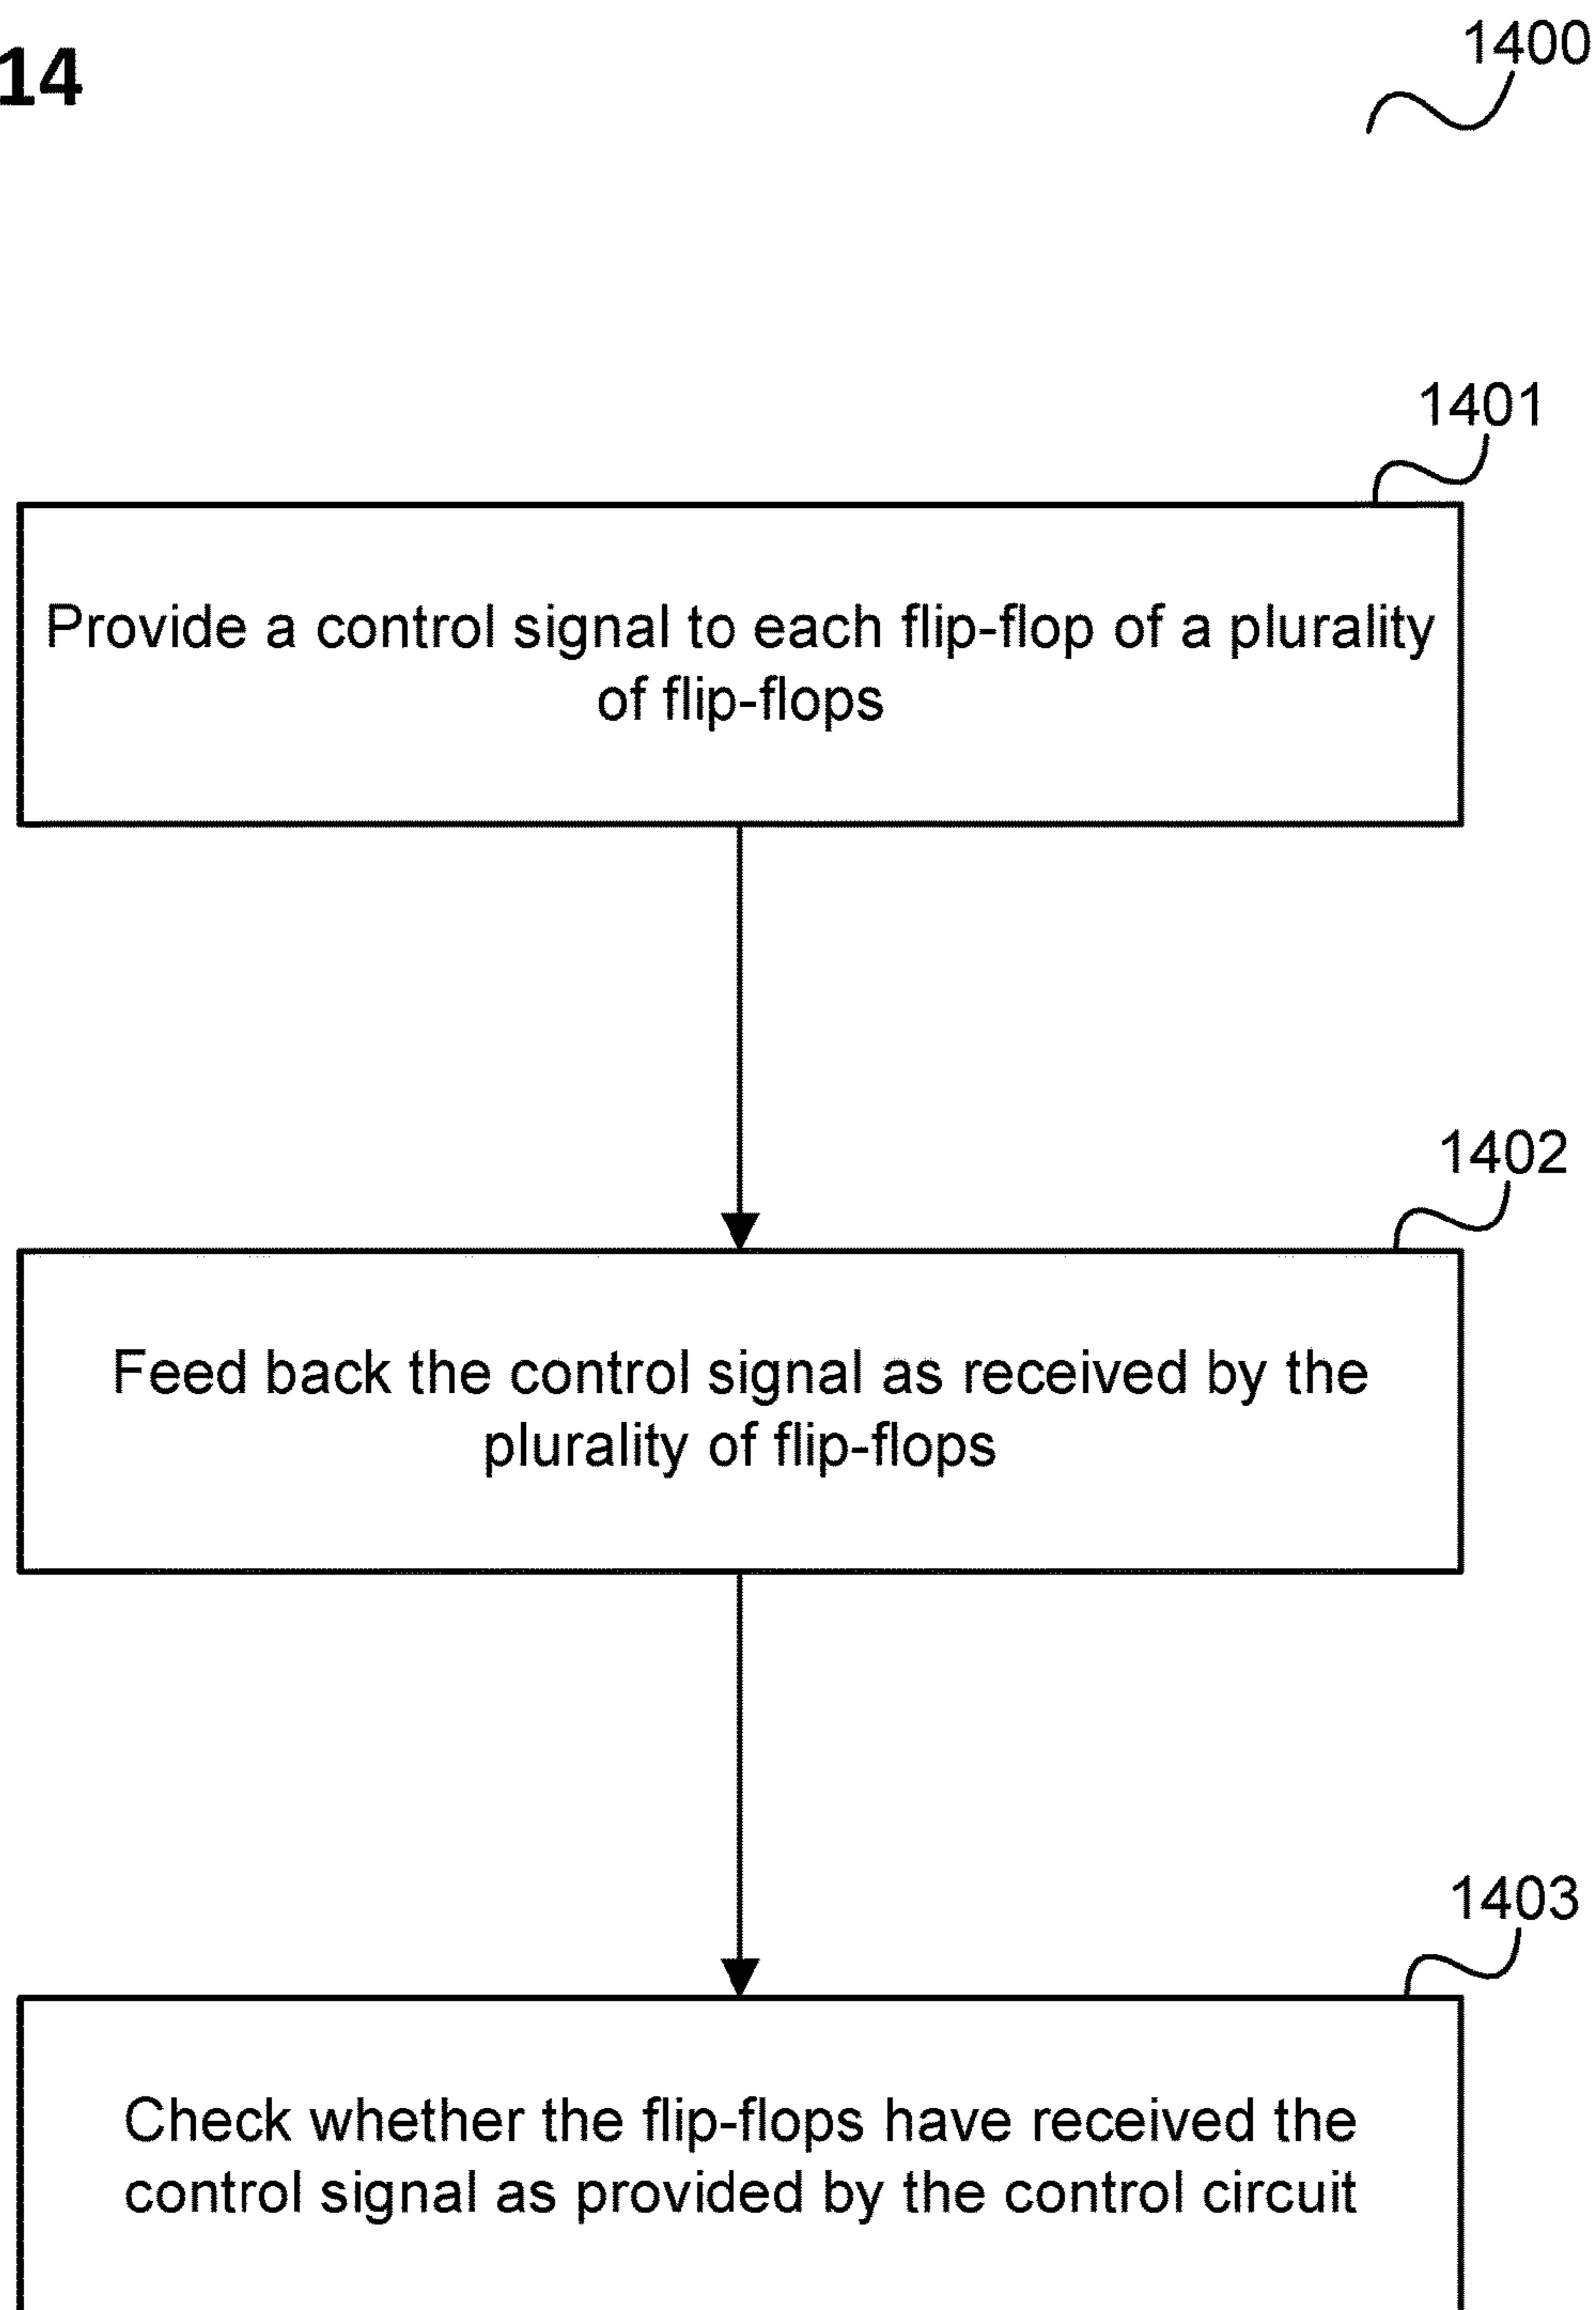 14
1400
1401
Provide a control signal to each flip-flop of a plurality
of flip-flops
1402
Feed back the control signal as received by the
plurality of flip-flops
1403
Check whether the flip-flops have received the
control signal as provided by the control circuit